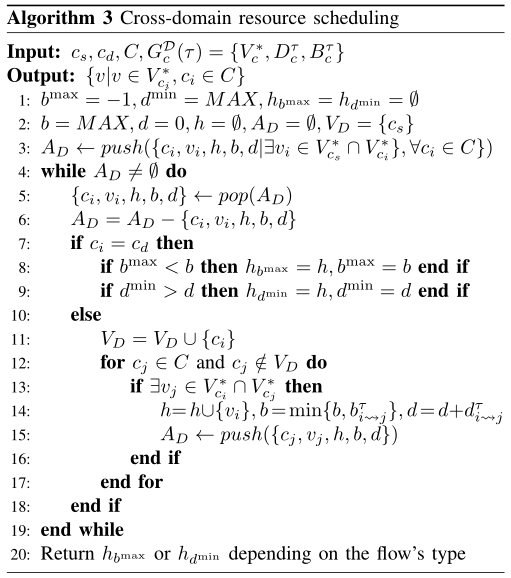 Algorithm 3 Cross-domain resource scheduling
Input: $c_s, c_d, C, G_c^{\mathcal{D}}(\tau) = \{V_c^*, D_c^\tau, B_c^\tau\}$
Output: $\{v|v \in V_{c_i}^*, c_i \in C\}$
1: $b^{\max} = -1, d^{\min} = MAX, h_{b^{\max}} = h_{d^{\min}} = \emptyset$
2: $b = MAX, d = 0, h = \emptyset, A_D = \emptyset, V_D = \{c_s\}$
3: $A_D \leftarrow push(\{c_i, v_i, h, b, d|\exists v_i \in V_{c_s}^* \cap V_{c_i}^*\}, \forall c_i \in C\})$
4: while $A_D \neq \emptyset$ do
5: $\{c_i, v_i, h, b, d\} \leftarrow pop(A_D)$
6: $A_D = A_D - \{c_i, v_i, h, b, d\}$
7: if $c_i = c_d$ then
8: if $b^{\max} < b$ then $h_{b^{\max}} = h, b^{\max} = b$ end if
9: if $d^{\min} > d$ then $h_{d^{\min}} = h, d^{\min} = d$ end if
10: else
11: $V_D = V_D \cup \{c_i\}$
12: for $c_j \in C$ and $c_j \notin V_D$ do
13: if $\exists v_j \in V_{c_i}^* \cap V_{c_j}^*$ then
14: $h = h \cup \{v_i\}, b = \min\{b, b_{i \rightsquigarrow j}^\tau\}, d = d + d_{i \rightsquigarrow j}^\tau$
15: $A_D \leftarrow push(\{c_j, v_j, h, b, d\})$
16: end if
17: end for
18: end if
19: end while
20: Return $h_{b^{\max}}$ or $h_{d^{\min}}$ depending on the flow's type